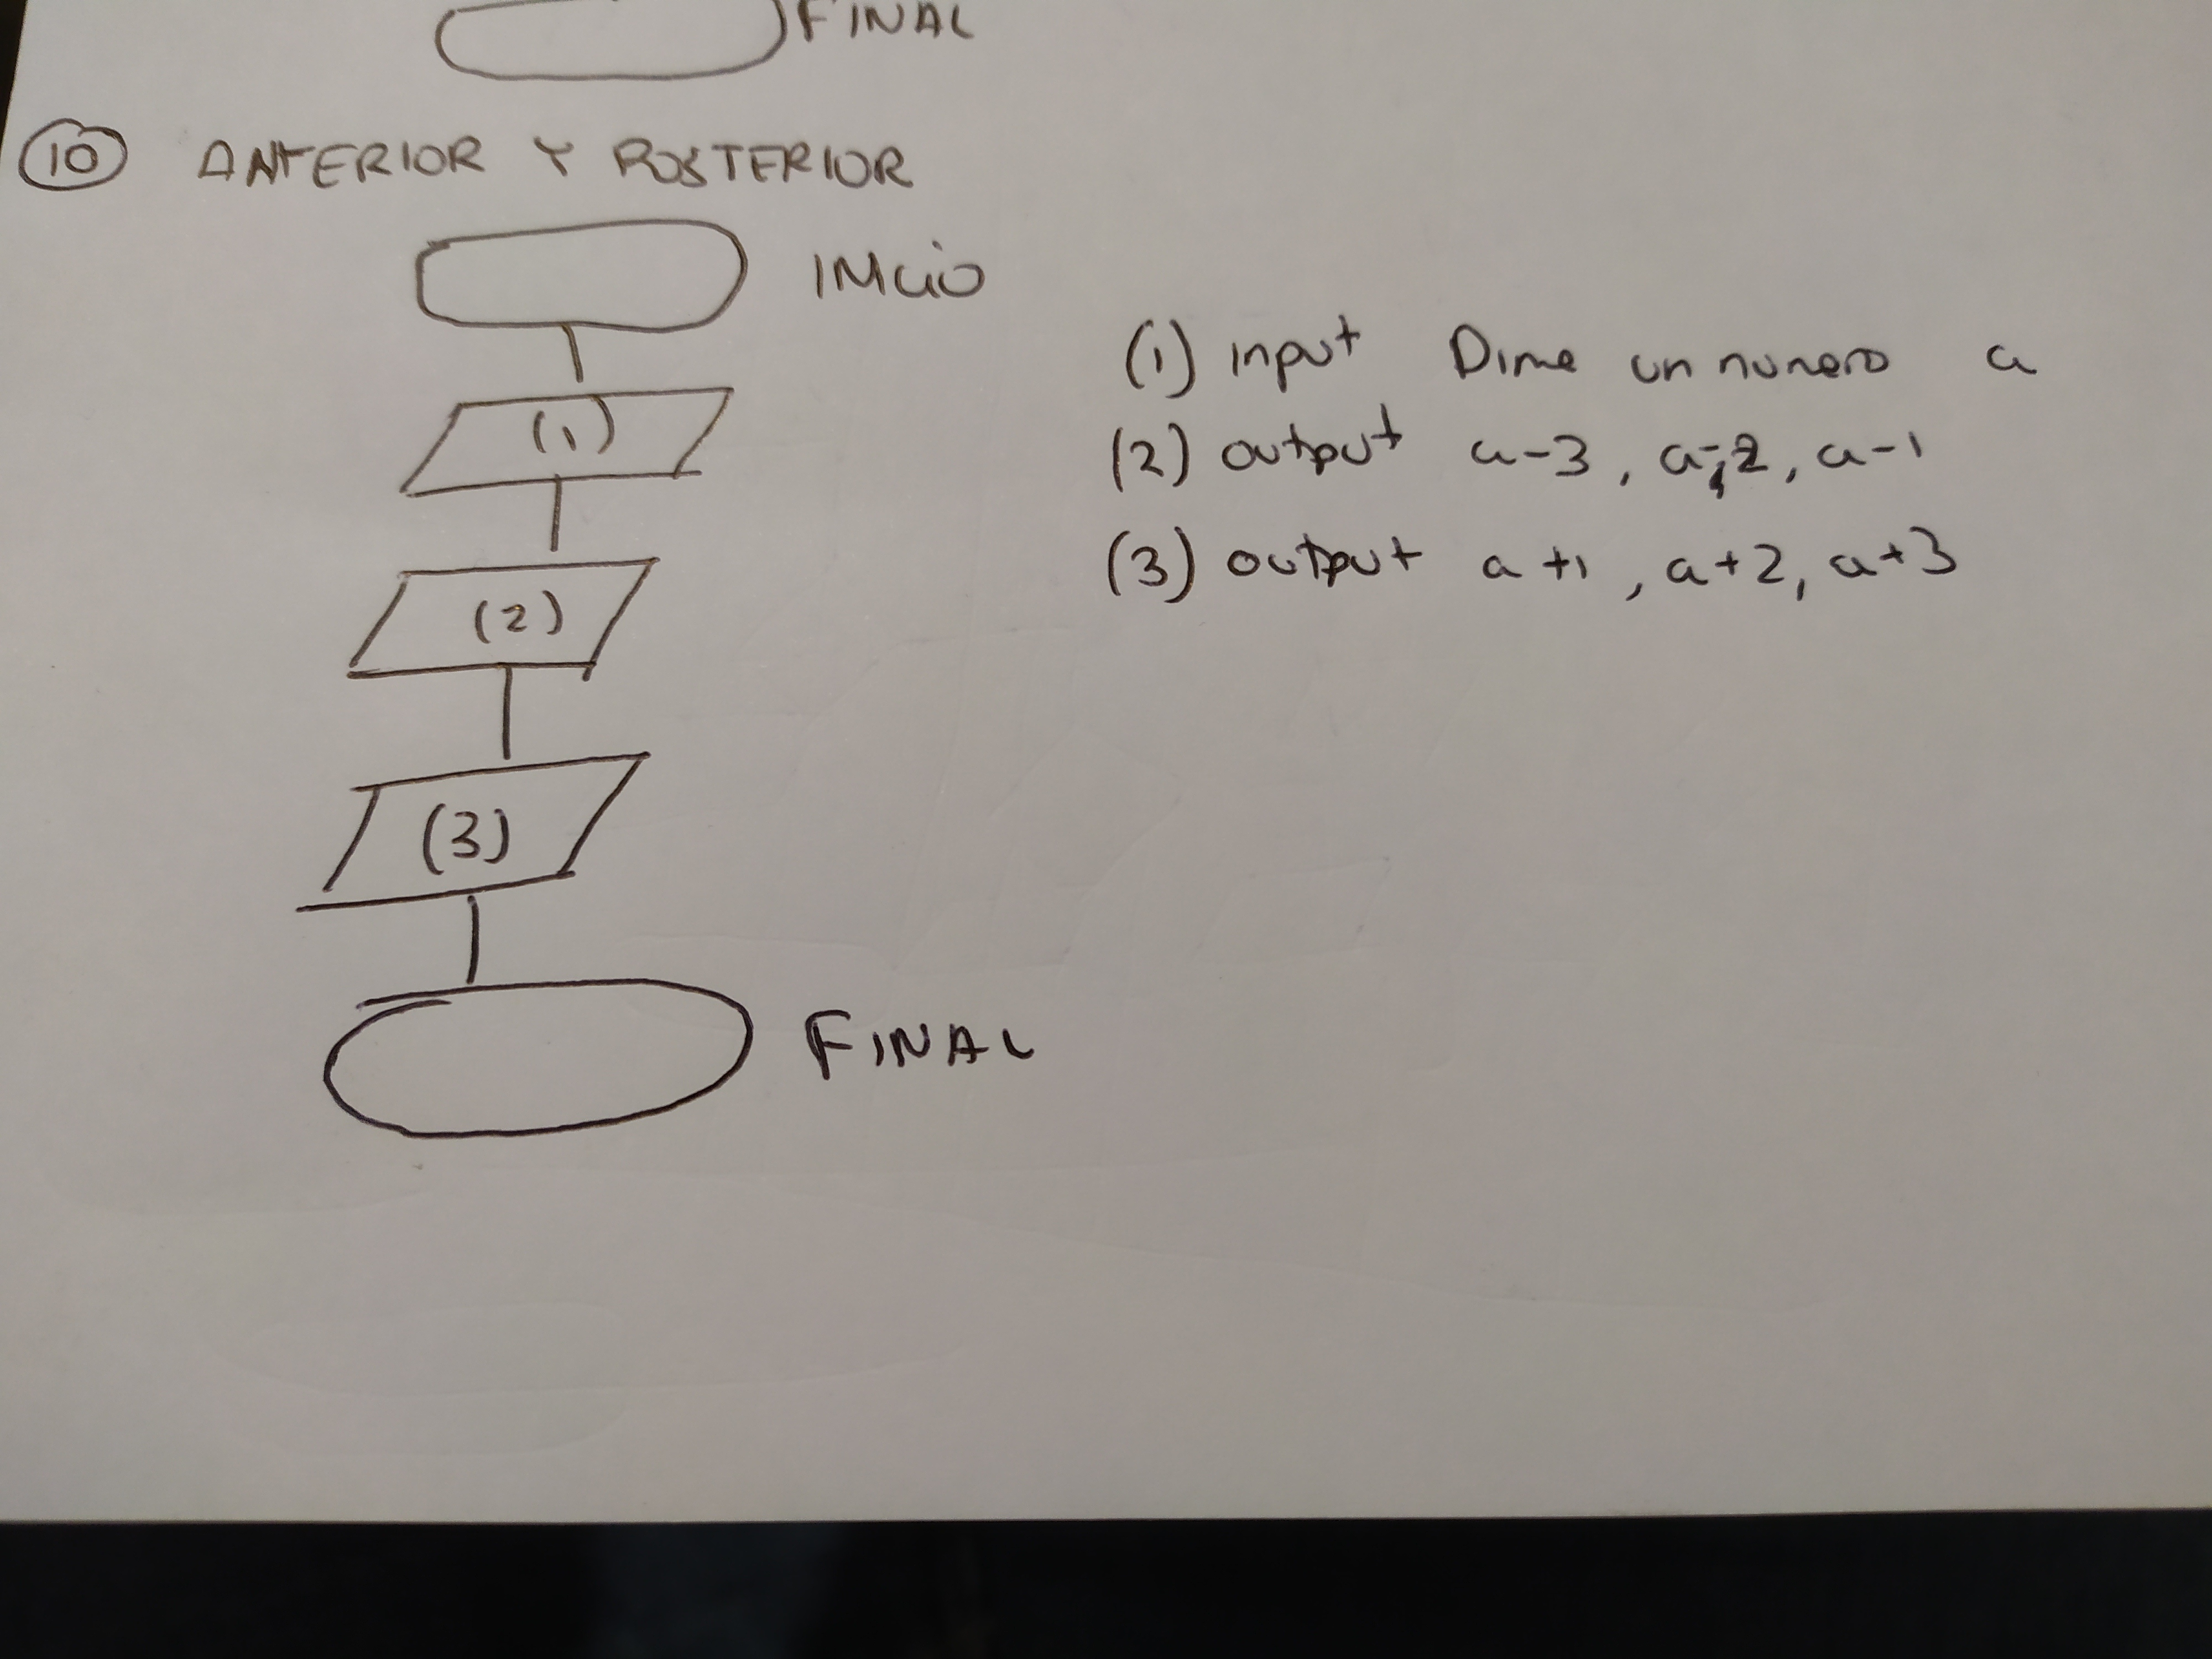 FINAL
10 ANTERIOR Y POSTERIOR
INICIO
(1)
(2)
(3)
FINAL
(1) input Dime un numero a
(2) output a-3, a-2, a-1
(3) output a+1, a+2, a+3